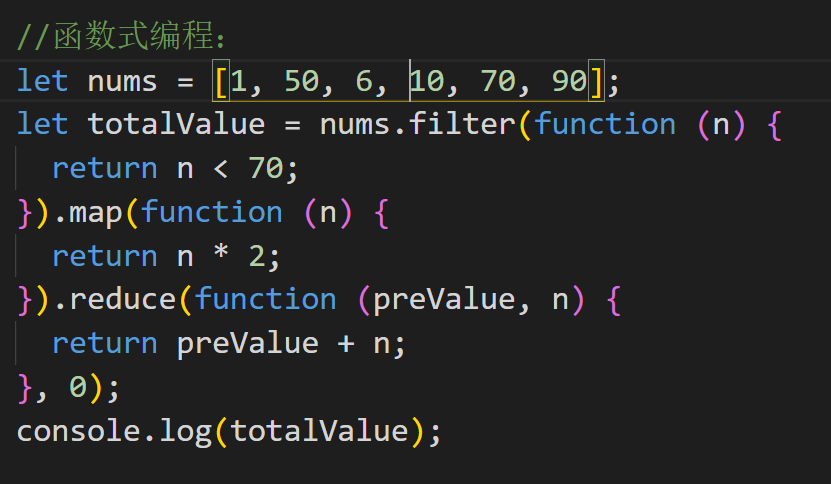 //函数式编程：
let nums = [1, 50, 6, 10, 70, 90];
let totalValue = nums.filter(function (n) {
  return n < 70;
}).map(function (n) {
  return n * 2;
}).reduce(function (preValue, n) {
  return preValue + n;
}, 0);
console.log(totalValue);